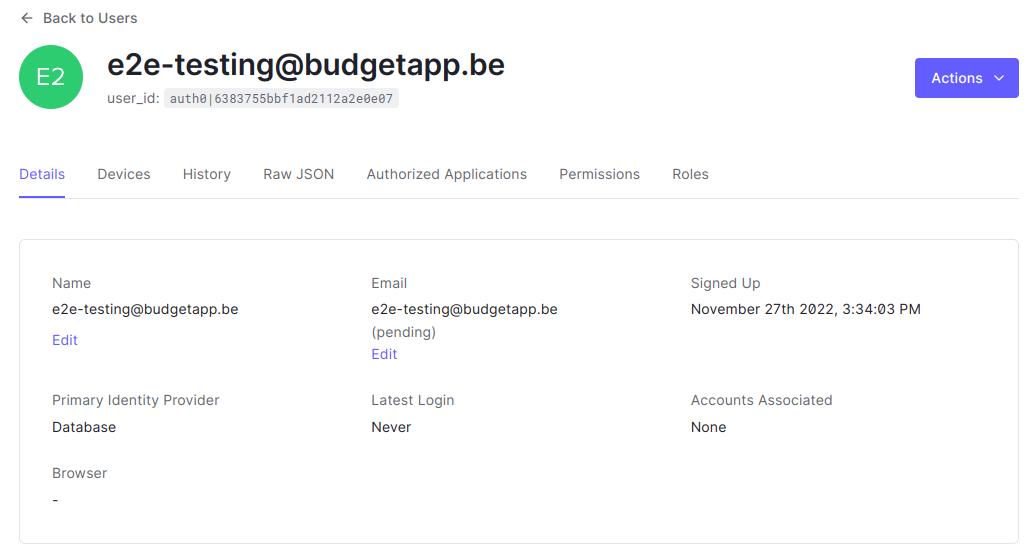 ← Back to Users
E2
e2e-testing@budgetapp.be
user_id: auth0|6383755bbf1ad2112a2e0e07
Actions
Details Devices History Raw JSON Authorized Applications Permissions Roles
Name Email Signed Up
e2e-testing@budgetapp.be e2e-testing@budgetapp.be November 27th 2022, 3:34:03 PM
(pending)
Edit
Edit
Primary Identity Provider Latest Login Accounts Associated
Database Never None
Browser
-